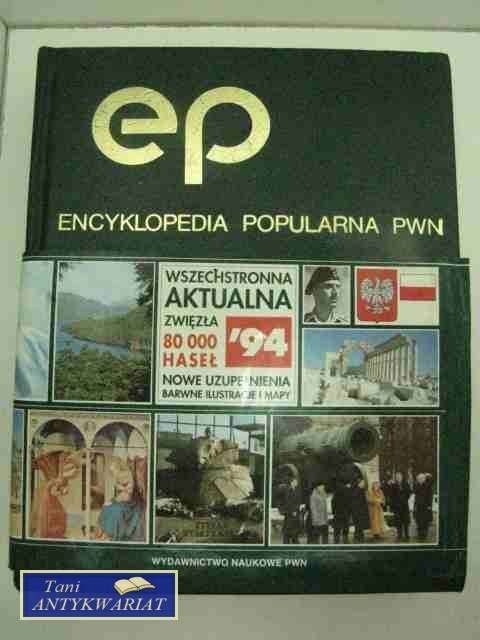 ep
ENCYKLOPEDIA POPULARNA PWN
WSZECHSTRONNA
AKTUALNA
ZWIĘZŁA
80 000
HASEŁ
'94
NOWE UZUPEŁNIENIA
BARWNE ILUSTRACJE I MAPY
WYDAWNICTWO NAUKOWE PWN
Tani
ANTYKWARIAT